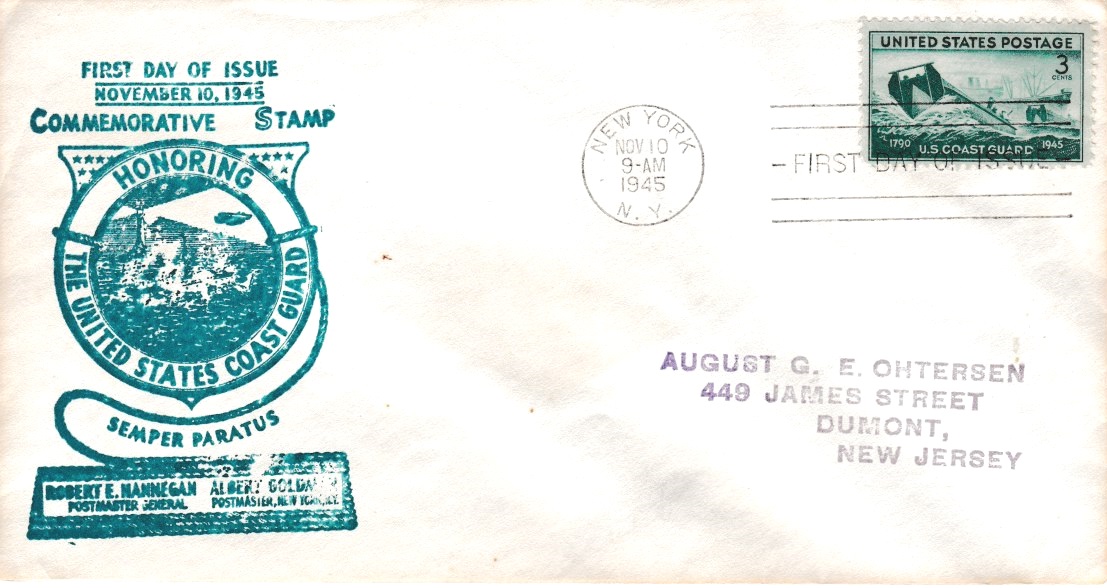 FIRST DAY OF ISSUE
NOVEMBER 10, 1945
COMMEMORATIVE STAMP
HONORING
THE UNITED STATES COAST GUARD
SEMPER PARATUS
ROBERT E. HANNEGAN
POSTMASTER GENERAL
ALBERT GOLDMAN
POSTMASTER, NEW YORK, N.Y.
NEW YORK
NOV 10
9-AM
1945
N. Y.
UNITED STATES POSTAGE
3
CENTS
1790 U.S. COAST GUARD 1945
-FIRST DAY OF ISSUE-
AUGUST G. E. OHTERSEN
449 JAMES STREET
DUMONT,
NEW JERSEY